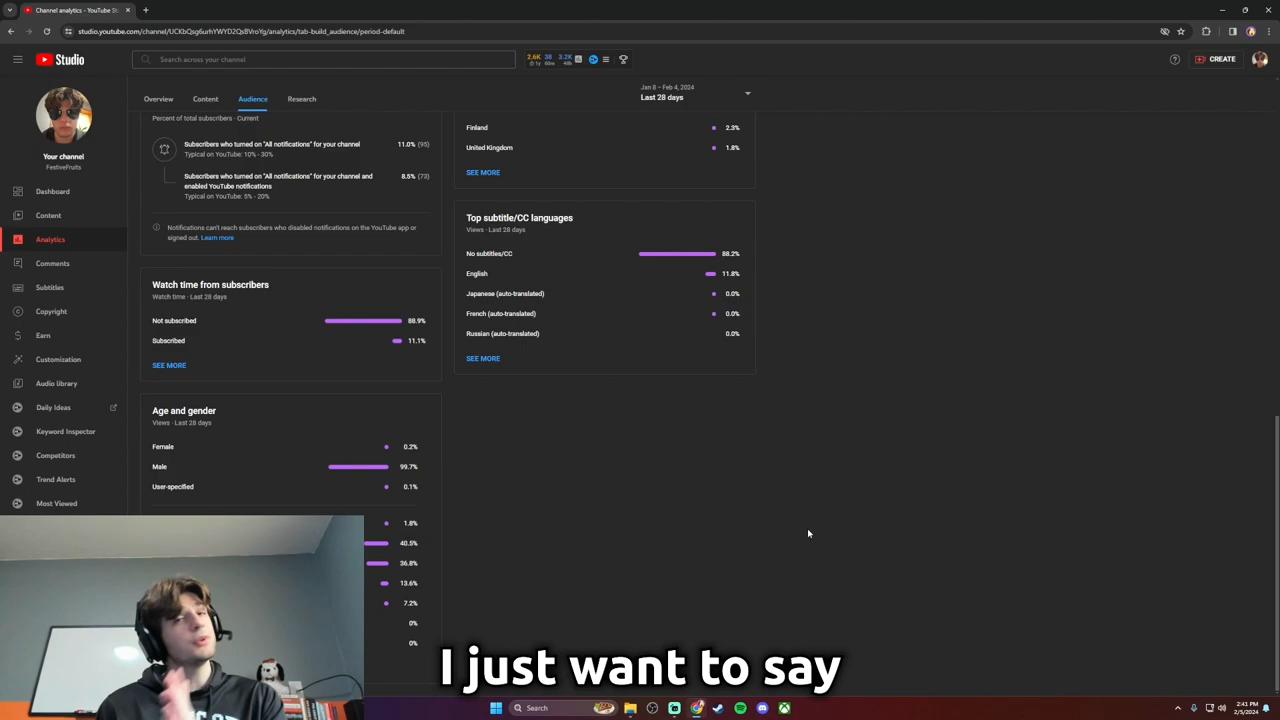 Channel analytics - YouTube St
studio.youtube.com/channel/UCKbQsg6urhYWYD2QsBVroYg/analytics/tab-build_audience/period-default
Studio
Search across your channel
2.6K 38 3.2K
1y 60m 48h
CREATE
Overview Content Audience Research
Jan 8 – Feb 4, 2024
Last 28 days
Your channel
FestiveFruits
Dashboard
Content
Analytics
Comments
Subtitles
Copyright
Earn
Customization
Audio library
Daily Ideas
Keyword Inspector
Competitors
Trend Alerts
Most Viewed
Percent of total subscribers · Current
Subscribers who turned on "All notifications" for your channel 11.0% (95)
Typical on YouTube: 10% - 30%
Subscribers who turned on "All notifications" for your channel and 8.5% (73)
enabled YouTube notifications
Typical on YouTube: 5% - 20%
Notifications can't reach subscribers who disabled notifications on the YouTube app or
signed out. Learn more
Watch time from subscribers
Watch time · Last 28 days
Not subscribed 88.9%
Subscribed 11.1%
SEE MORE
Age and gender
Views · Last 28 days
Female 0.2%
Male 99.7%
User-specified 0.1%
1.8%
40.5%
36.8%
13.6%
7.2%
0%
0%
Finland 2.3%
United Kingdom 1.8%
SEE MORE
Top subtitle/CC languages
Views · Last 28 days
No subtitles/CC 88.2%
English 11.8%
Japanese (auto-translated) 0.0%
French (auto-translated) 0.0%
Russian (auto-translated) 0.0%
SEE MORE
I just want to say
Search
2:41 PM
2/5/2024